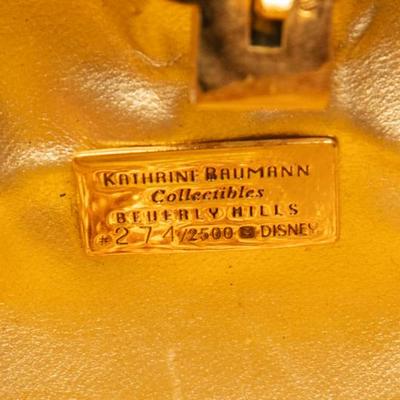 KATHRINE BAUMANN
Collectibles
BEVERLY HILLS
#274/2500 © DISNEY